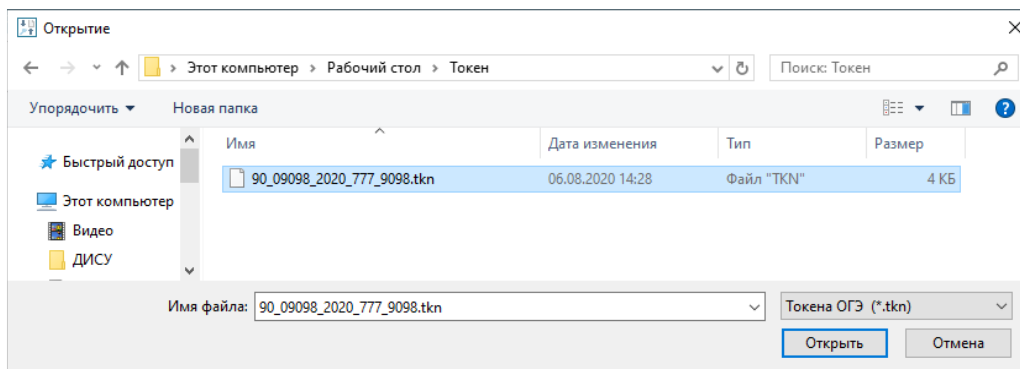 Открытие
Этот компьютер > Рабочий стол > Токен
Поиск: Токен
Упорядочить
Новая папка
Имя
Дата изменения
Тип
Размер
Быстрый доступ
90_09098_2020_777_9098.tkn
06.08.2020 14:28
Файл "TKN"
4 КБ
Этот компьютер
Видео
ДИСУ
Имя файла:
90_09098_2020_777_9098.tkn
Токена ОГЭ (*.tkn)
Открыть
Отмена